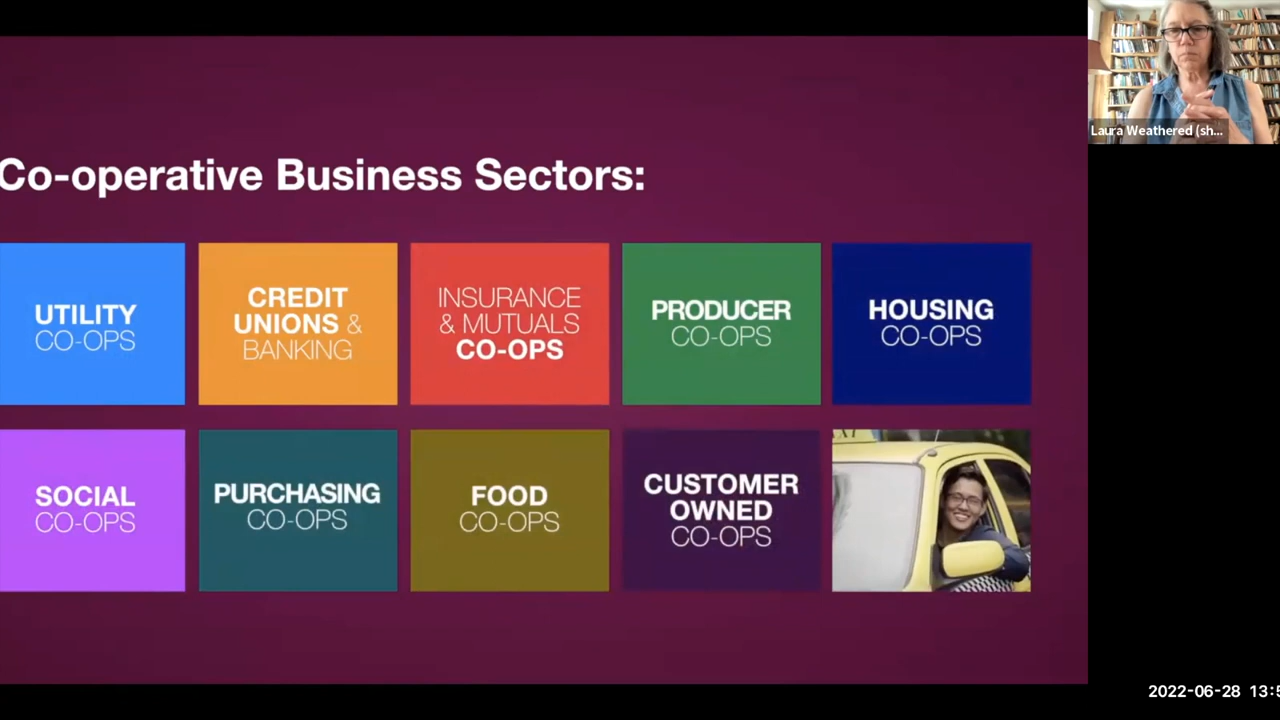 Laura Weathered (sh...
Co-operative Business Sectors:
UTILITY
CO-OPS
CREDIT
UNIONS &
BANKING
INSURANCE
& MUTUALS
CO-OPS
PRODUCER
CO-OPS
HOUSING
CO-OPS
SOCIAL
CO-OPS
PURCHASING
CO-OPS
FOOD
CO-OPS
CUSTOMER
OWNED
CO-OPS
2022-06-28 13:5